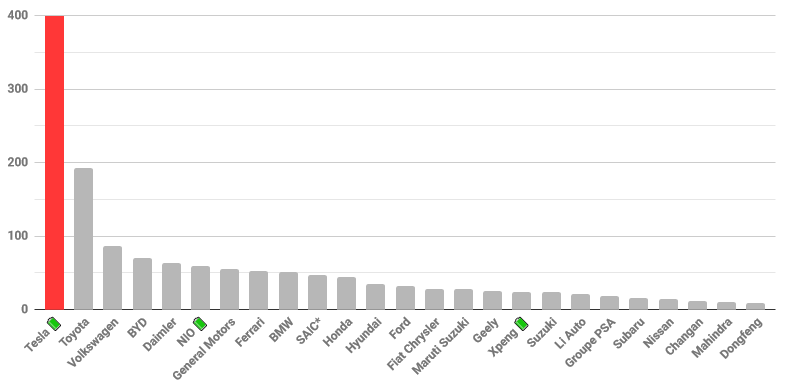 400
300
200
100
0
Tesla
Toyota
Volkswagen
BYD
Daimler
NIO
General Motors
Ferrari
BMW
SAIC*
Honda
Hyundai
Ford
Fiat Chrysler
Maruti Suzuki
Geely
Xpeng
Suzuki
Li Auto
Groupe PSA
Subaru
Nissan
Changan
Mahindra
Dongfeng